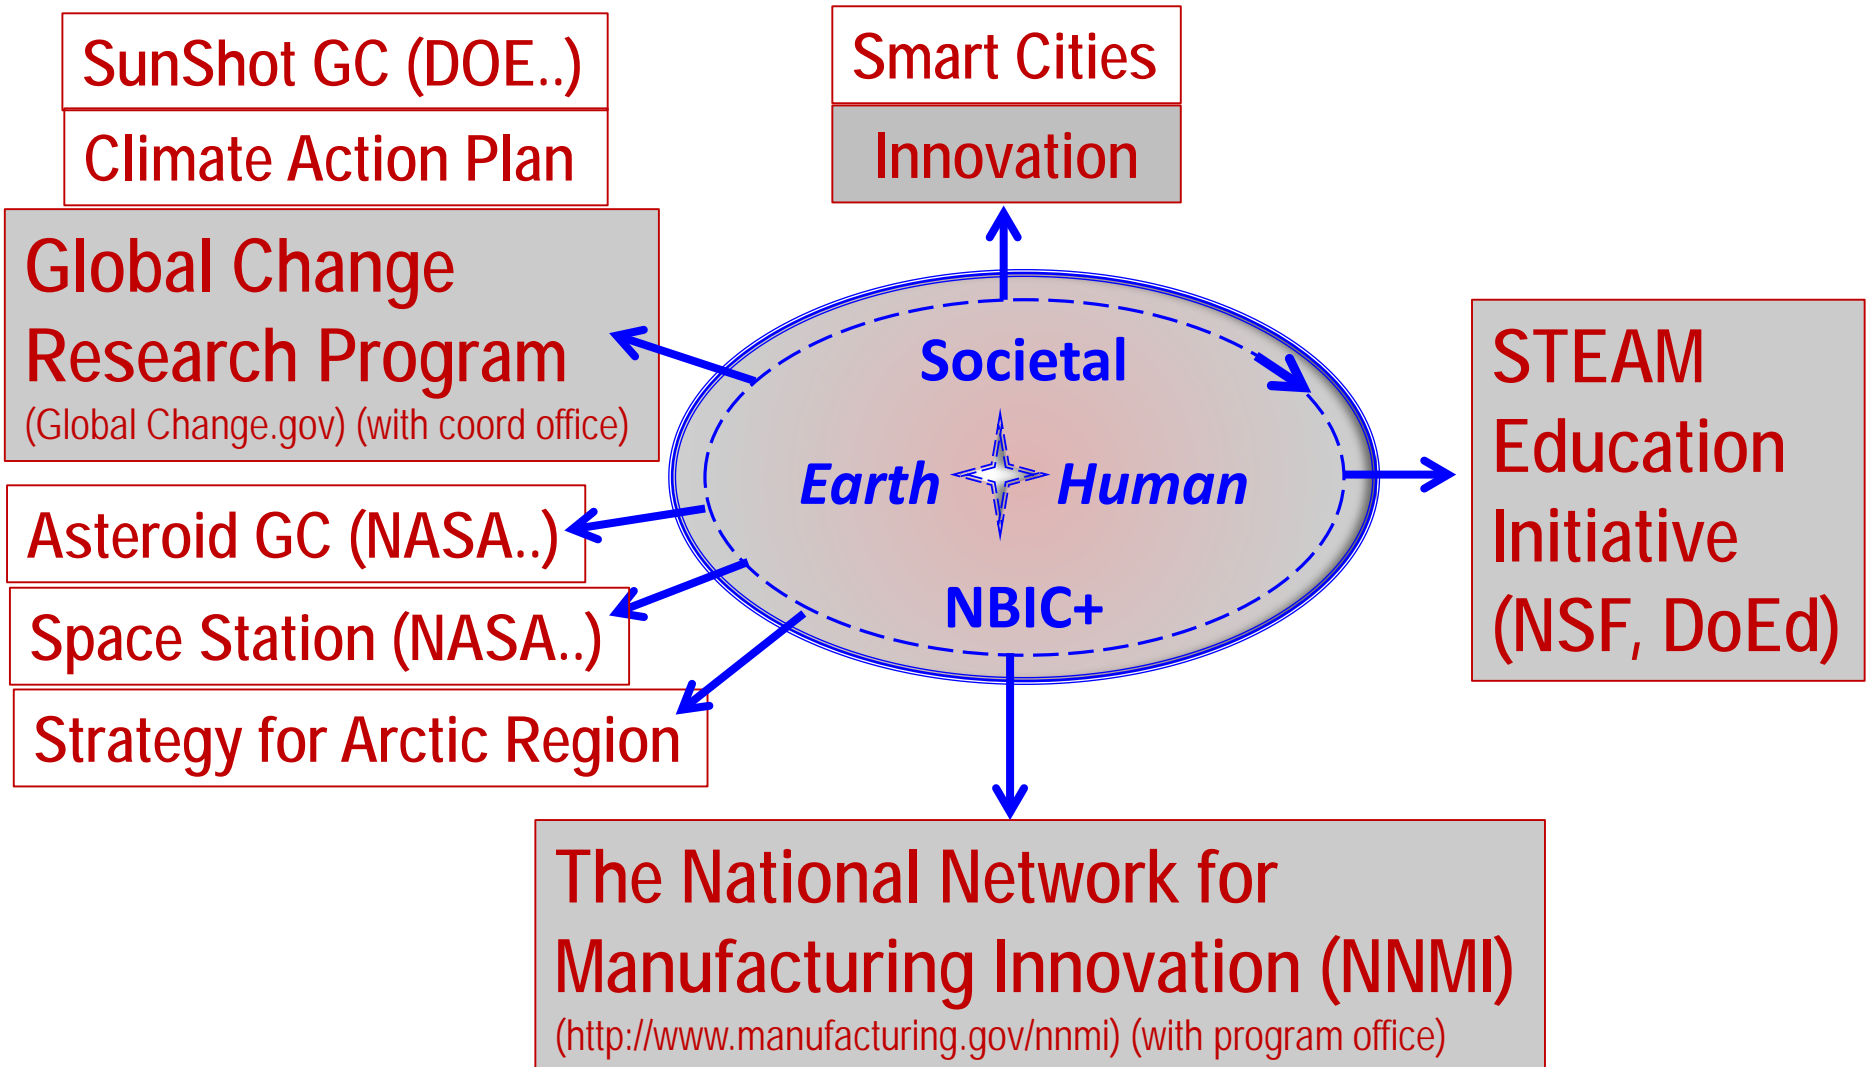 SunShot GC (DOE..)
Climate Action Plan
Global Change
Research Program
(Global Change.gov) (with coord office)
Asteroid GC (NASA..)
Space Station (NASA..)
Strategy for Arctic Region
Smart Cities
Innovation
Societal
Earth
Human
NBIC+
STEAM
Education
Initiative
(NSF, DoEd)
The National Network for
Manufacturing Innovation (NNMI)
(http://www.manufacturing.gov/nnmi) (with program office)